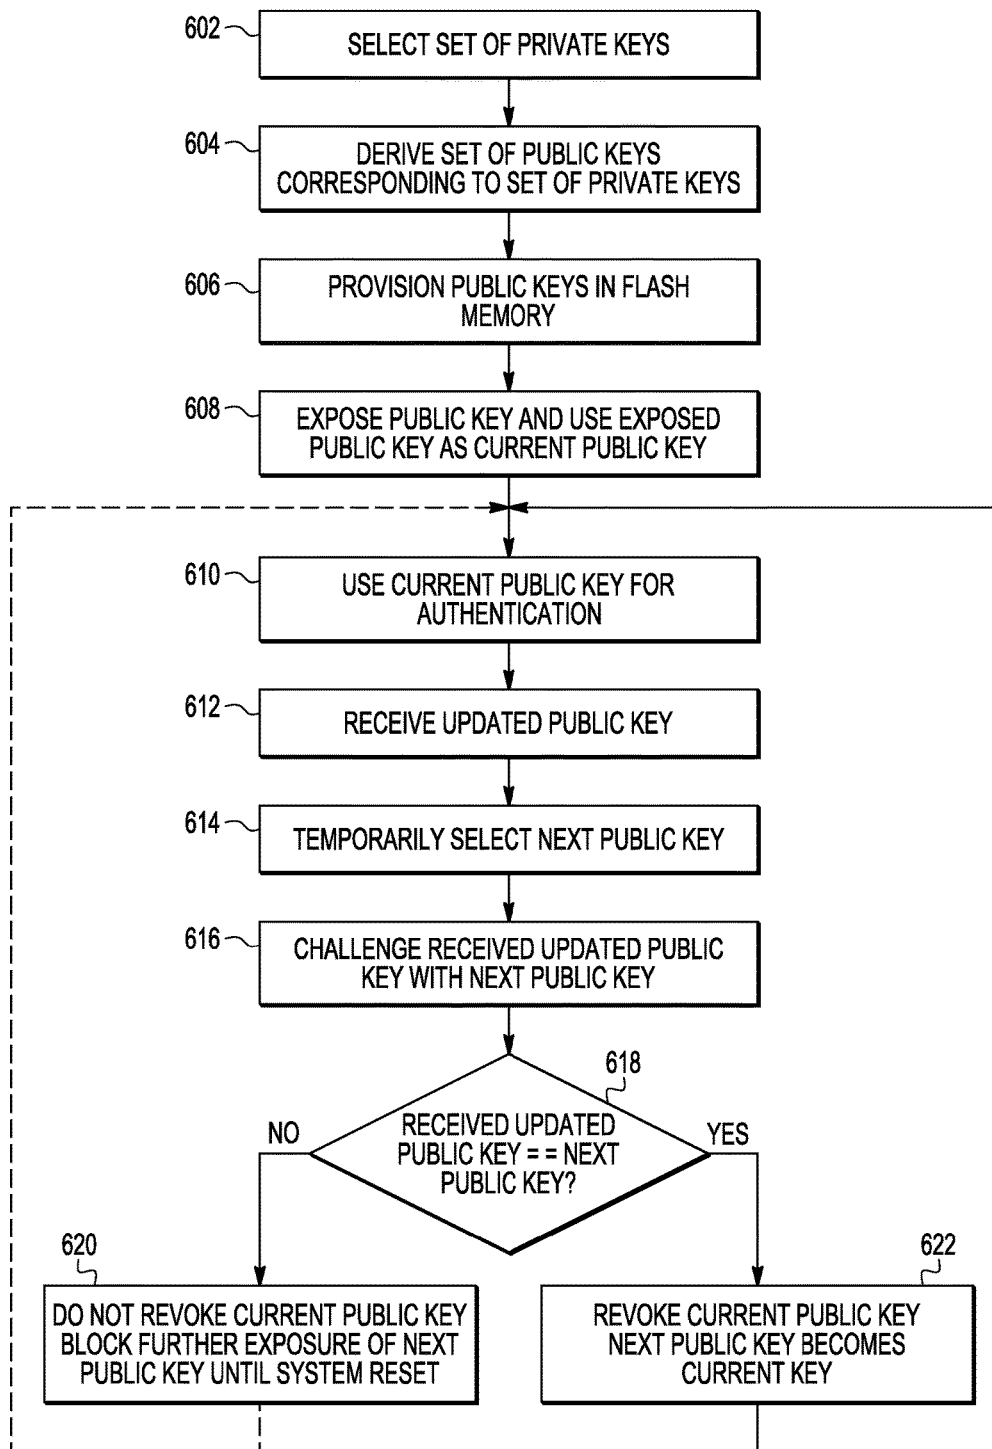 602
SELECT SET OF PRIVATE KEYS
604
DERIVE SET OF PUBLIC KEYS
CORRESPONDING TO SET OF PRIVATE KEYS
606
PROVISION PUBLIC KEYS IN FLASH
MEMORY
608
EXPOSE PUBLIC KEY AND USE EXPOSED
PUBLIC KEY AS CURRENT PUBLIC KEY
610
USE CURRENT PUBLIC KEY FOR
AUTHENTICATION
612
RECEIVE UPDATED PUBLIC KEY
614
TEMPORARILY SELECT NEXT PUBLIC KEY
616
CHALLENGE RECEIVED UPDATED PUBLIC
KEY WITH NEXT PUBLIC KEY
618
RECEIVED UPDATED
PUBLIC KEY = = NEXT
PUBLIC KEY?
NO
YES
620
DO NOT REVOKE CURRENT PUBLIC KEY
BLOCK FURTHER EXPOSURE OF NEXT
PUBLIC KEY UNTIL SYSTEM RESET
622
REVOKE CURRENT PUBLIC KEY
NEXT PUBLIC KEY BECOMES
CURRENT KEY